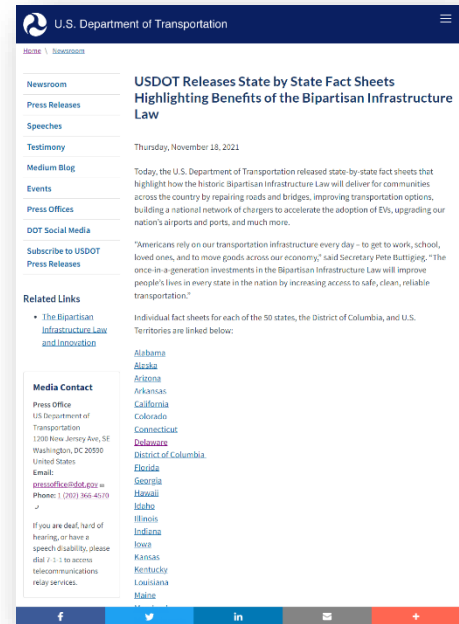 U.S. Department of Transportation
Home \ Newsroom
Newsroom
Press Releases
Speeches
Testimony
Medium Blog
Events
Press Offices
DOT Social Media
Subscribe to USDOT
Press Releases
Related Links
• The Bipartisan
Infrastructure Law
and Innovation
Media Contact
Press Office
US Department of
Transportation
1200 New Jersey Ave, SE
Washington, DC 20590
United States
Email:
pressoffice@dot.gov
Phone: 1 (202) 366-4570
If you are deaf, hard of
hearing, or have a
speech disability, please
dial 7-1-1 to access
telecommunications
relay services.
USDOT Releases State by State Fact Sheets
Highlighting Benefits of the Bipartisan Infrastructure
Law
Thursday, November 18, 2021
Today, the U.S. Department of Transportation released state-by-state fact sheets that
highlight how the historic Bipartisan Infrastructure Law will deliver for communities
across the country by repairing roads and bridges, improving transportation options,
building a national network of chargers to accelerate the adoption of EVs, upgrading our
nation's airports and ports, and much more.
"Americans rely on our transportation infrastructure every day – to get to work, school,
loved ones, and to move goods across our economy," said Secretary Pete Buttigieg. "The
once-in-a-generation investments in the Bipartisan Infrastructure Law will improve
people's lives in every state in the nation by increasing access to safe, clean, reliable
transportation."
Individual fact sheets for each of the 50 states, the District of Columbia, and U.S.
Territories are linked below:
Alabama
Alaska
Arizona
Arkansas
California
Colorado
Connecticut
Delaware
District of Columbia
Florida
Georgia
Hawaii
Idaho
Illinois
Indiana
Iowa
Kansas
Kentucky
Louisiana
Maine
f
in
+